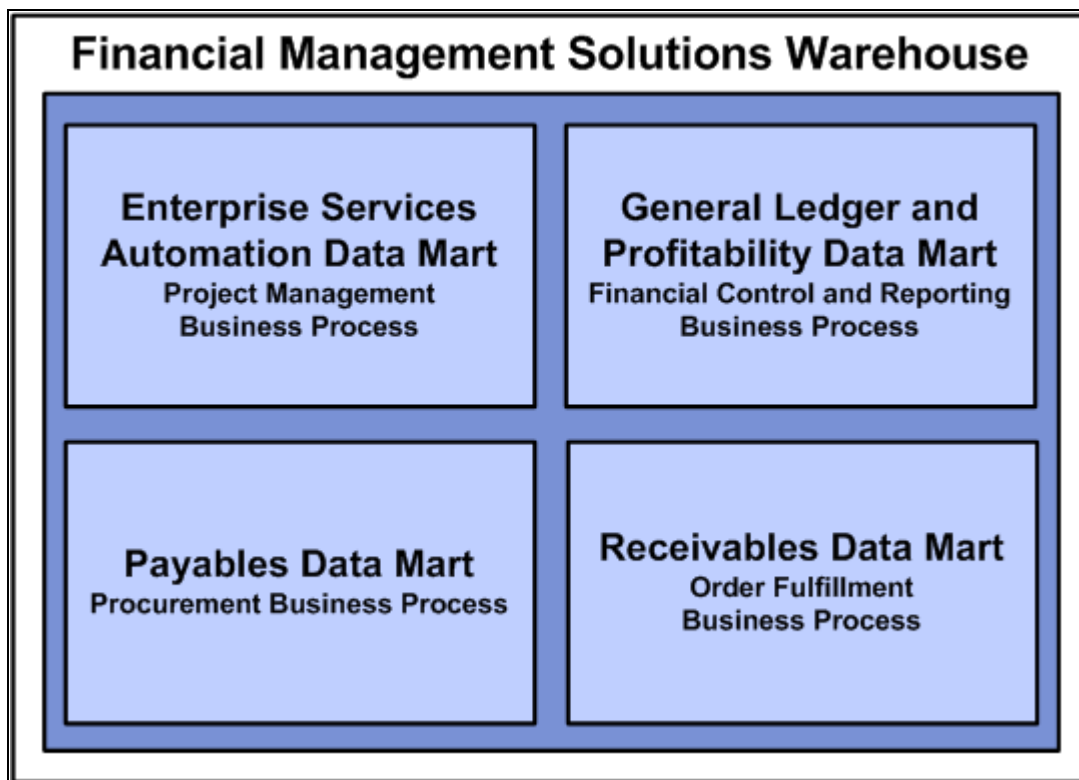 Financial Management Solutions Warehouse
Enterprise Services
Automation Data Mart
Project Management
Business Process
General Ledger and
Profitability Data Mart
Financial Control and Reporting
Business Process
Payables Data Mart
Procurement Business Process
Receivables Data Mart
Order Fulfillment
Business Process